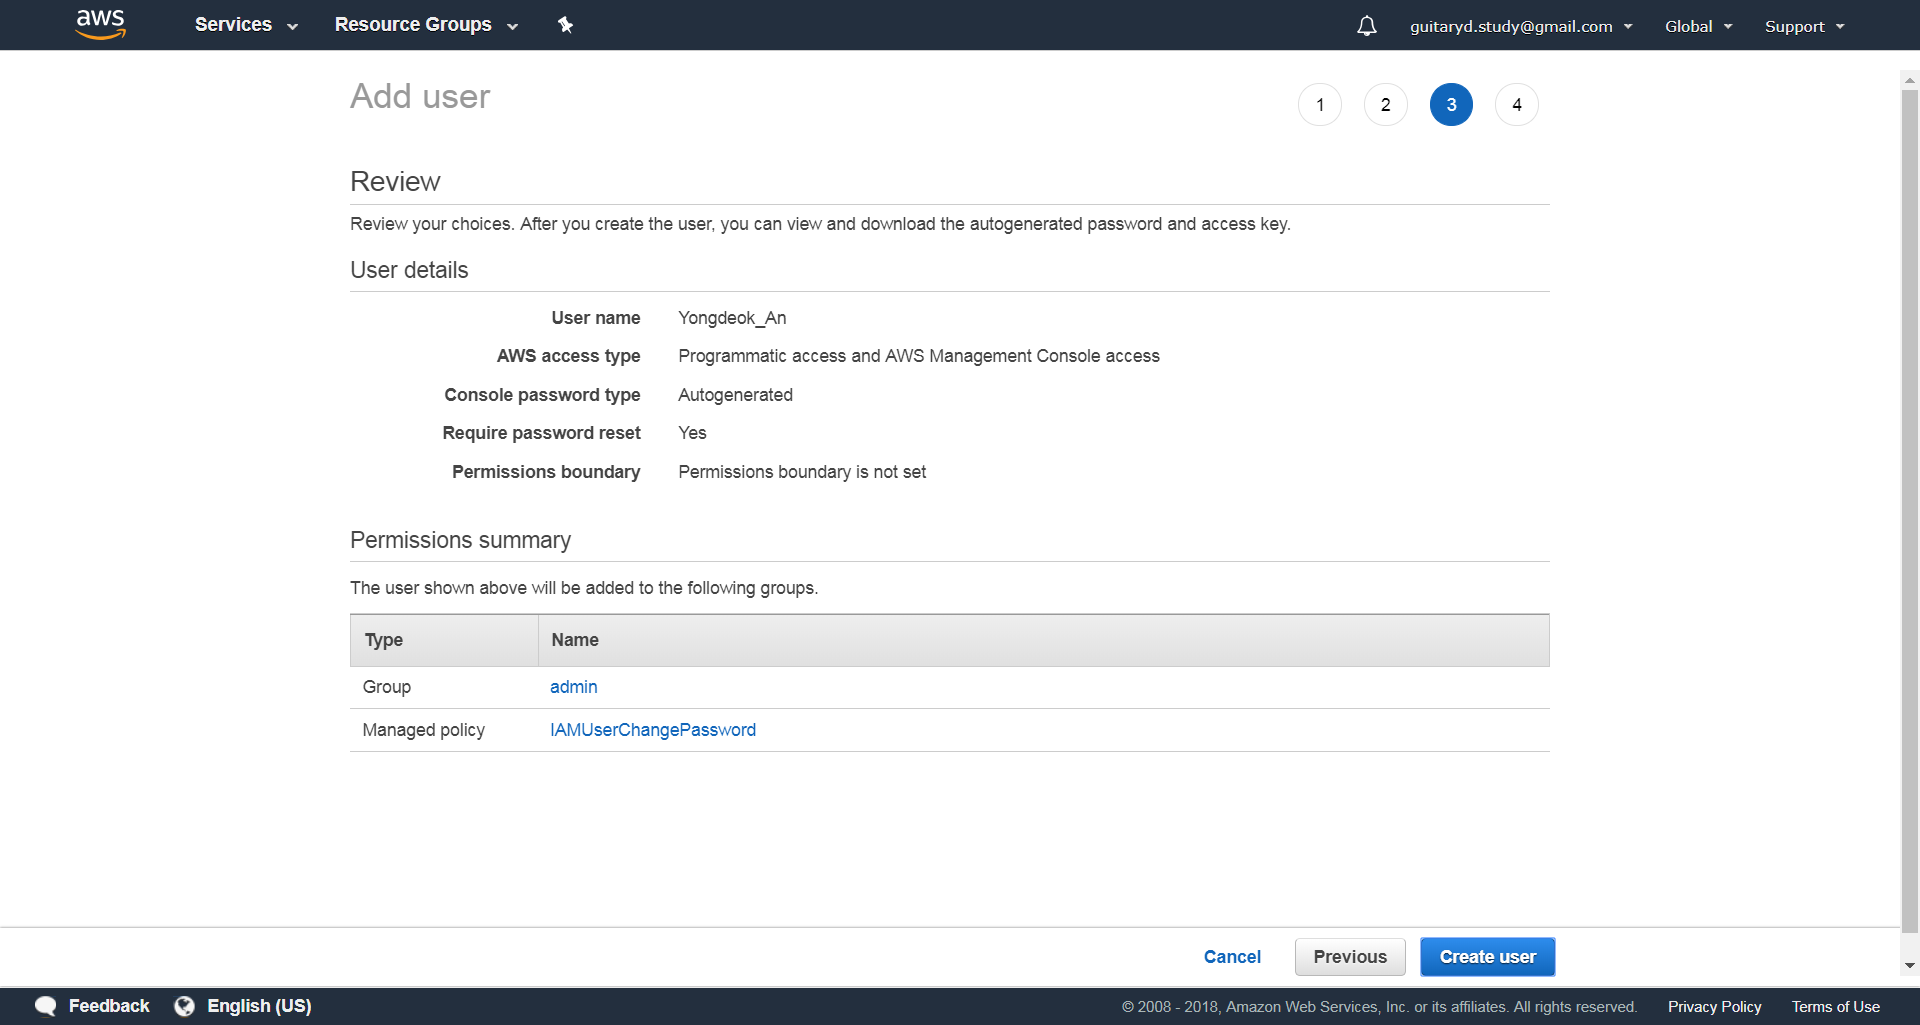 aws Services Resource Groups guitaryd.study@gmail.com Global Support
Add user 1 2 3 4
Review
Review your choices. After you create the user, you can view and download the autogenerated password and access key.
User details
User name Yongdeok_An
AWS access type Programmatic access and AWS Management Console access
Console password type Autogenerated
Require password reset Yes
Permissions boundary Permissions boundary is not set
Permissions summary
The user shown above will be added to the following groups.
Type Name
Group admin
Managed policy IAMUserChangePassword
Cancel Previous Create user
Feedback English (US) © 2008 - 2018, Amazon Web Services, Inc. or its affiliates. All rights reserved. Privacy Policy Terms of Use